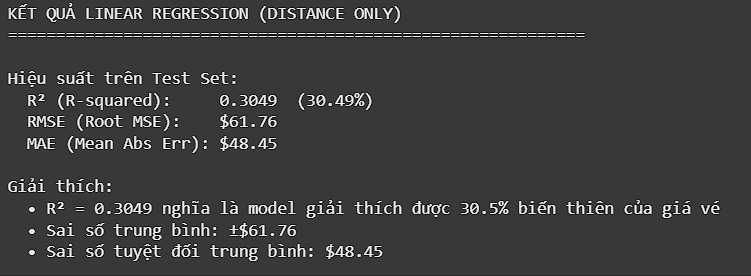 KẾT QUẢ LINEAR REGRESSION (DISTANCE ONLY)
============================================================
Hiệu suất trên Test Set:
R² (R-squared): 0.3049 (30.49%)
RMSE (Root MSE): $61.76
MAE (Mean Abs Err): $48.45
Giải thích:
• R² = 0.3049 nghĩa là model giải thích được 30.5% biến thiên của giá vé
• Sai số trung bình: ±$61.76
• Sai số tuyệt đối trung bình: $48.45